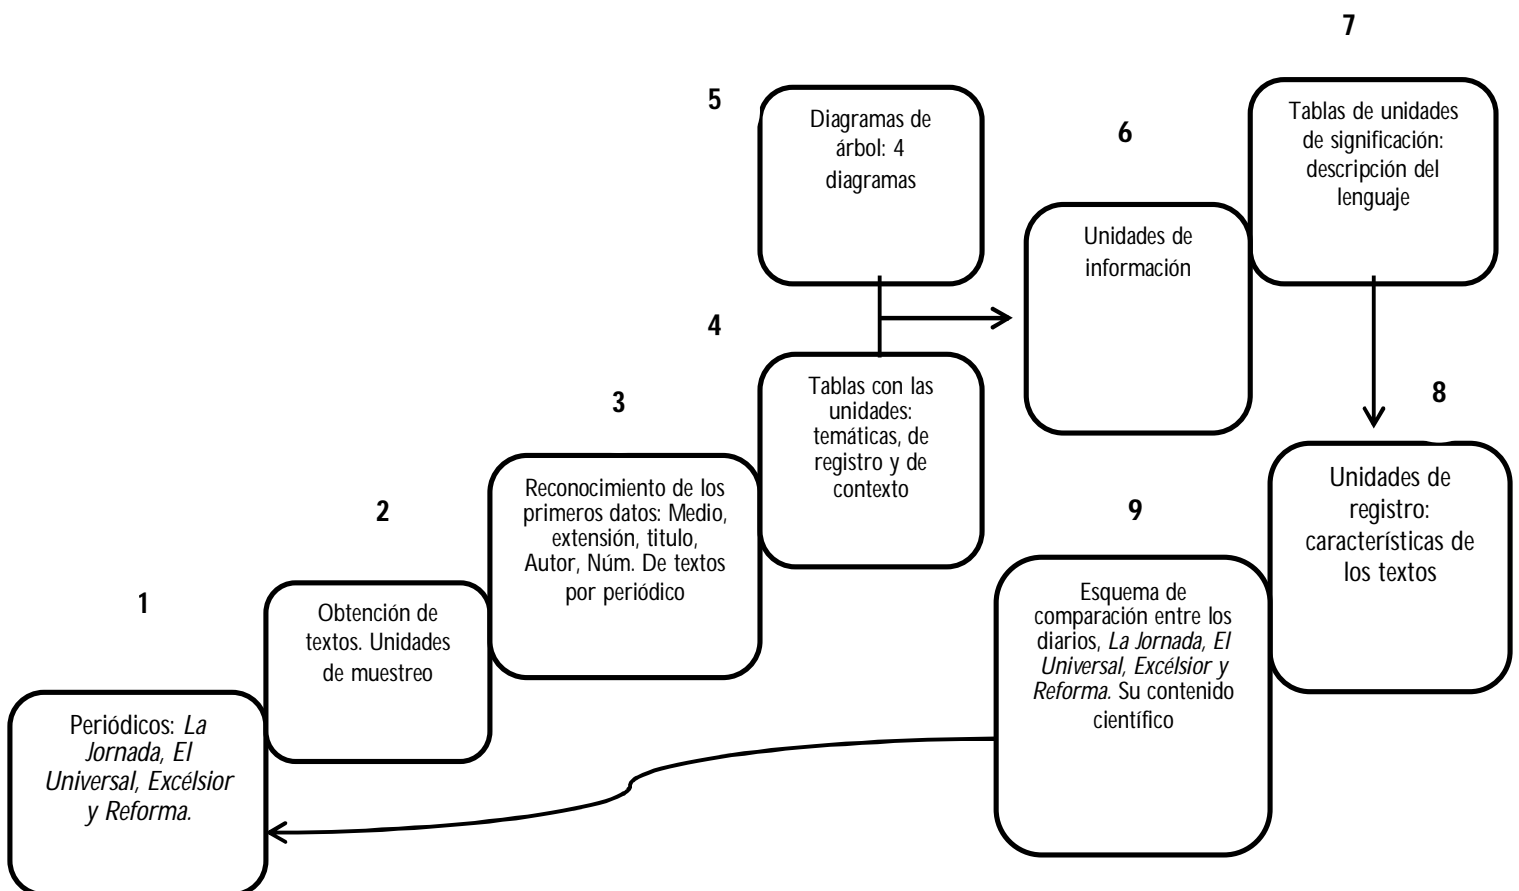 1
Periódicos: La
Jornada, El
Universal, Excélsior
y Reforma.
2
Obtención de
textos. Unidades
de muestreo
3
Reconocimiento de los
primeros datos: Medio,
extensión, titulo,
Autor, Núm. De textos
por periódico
4
Tablas con las
unidades:
temáticas, de
registro y de
contexto
5
Diagramas de
árbol: 4
diagramas
6
Unidades de
información
7
Tablas de unidades
de significación:
descripción del
lenguaje
8
Unidades de
registro:
características de
los textos
9
Esquema de
comparación entre los
diarios, La Jornada, El
Universal, Excélsior y
Reforma. Su contenido
científico